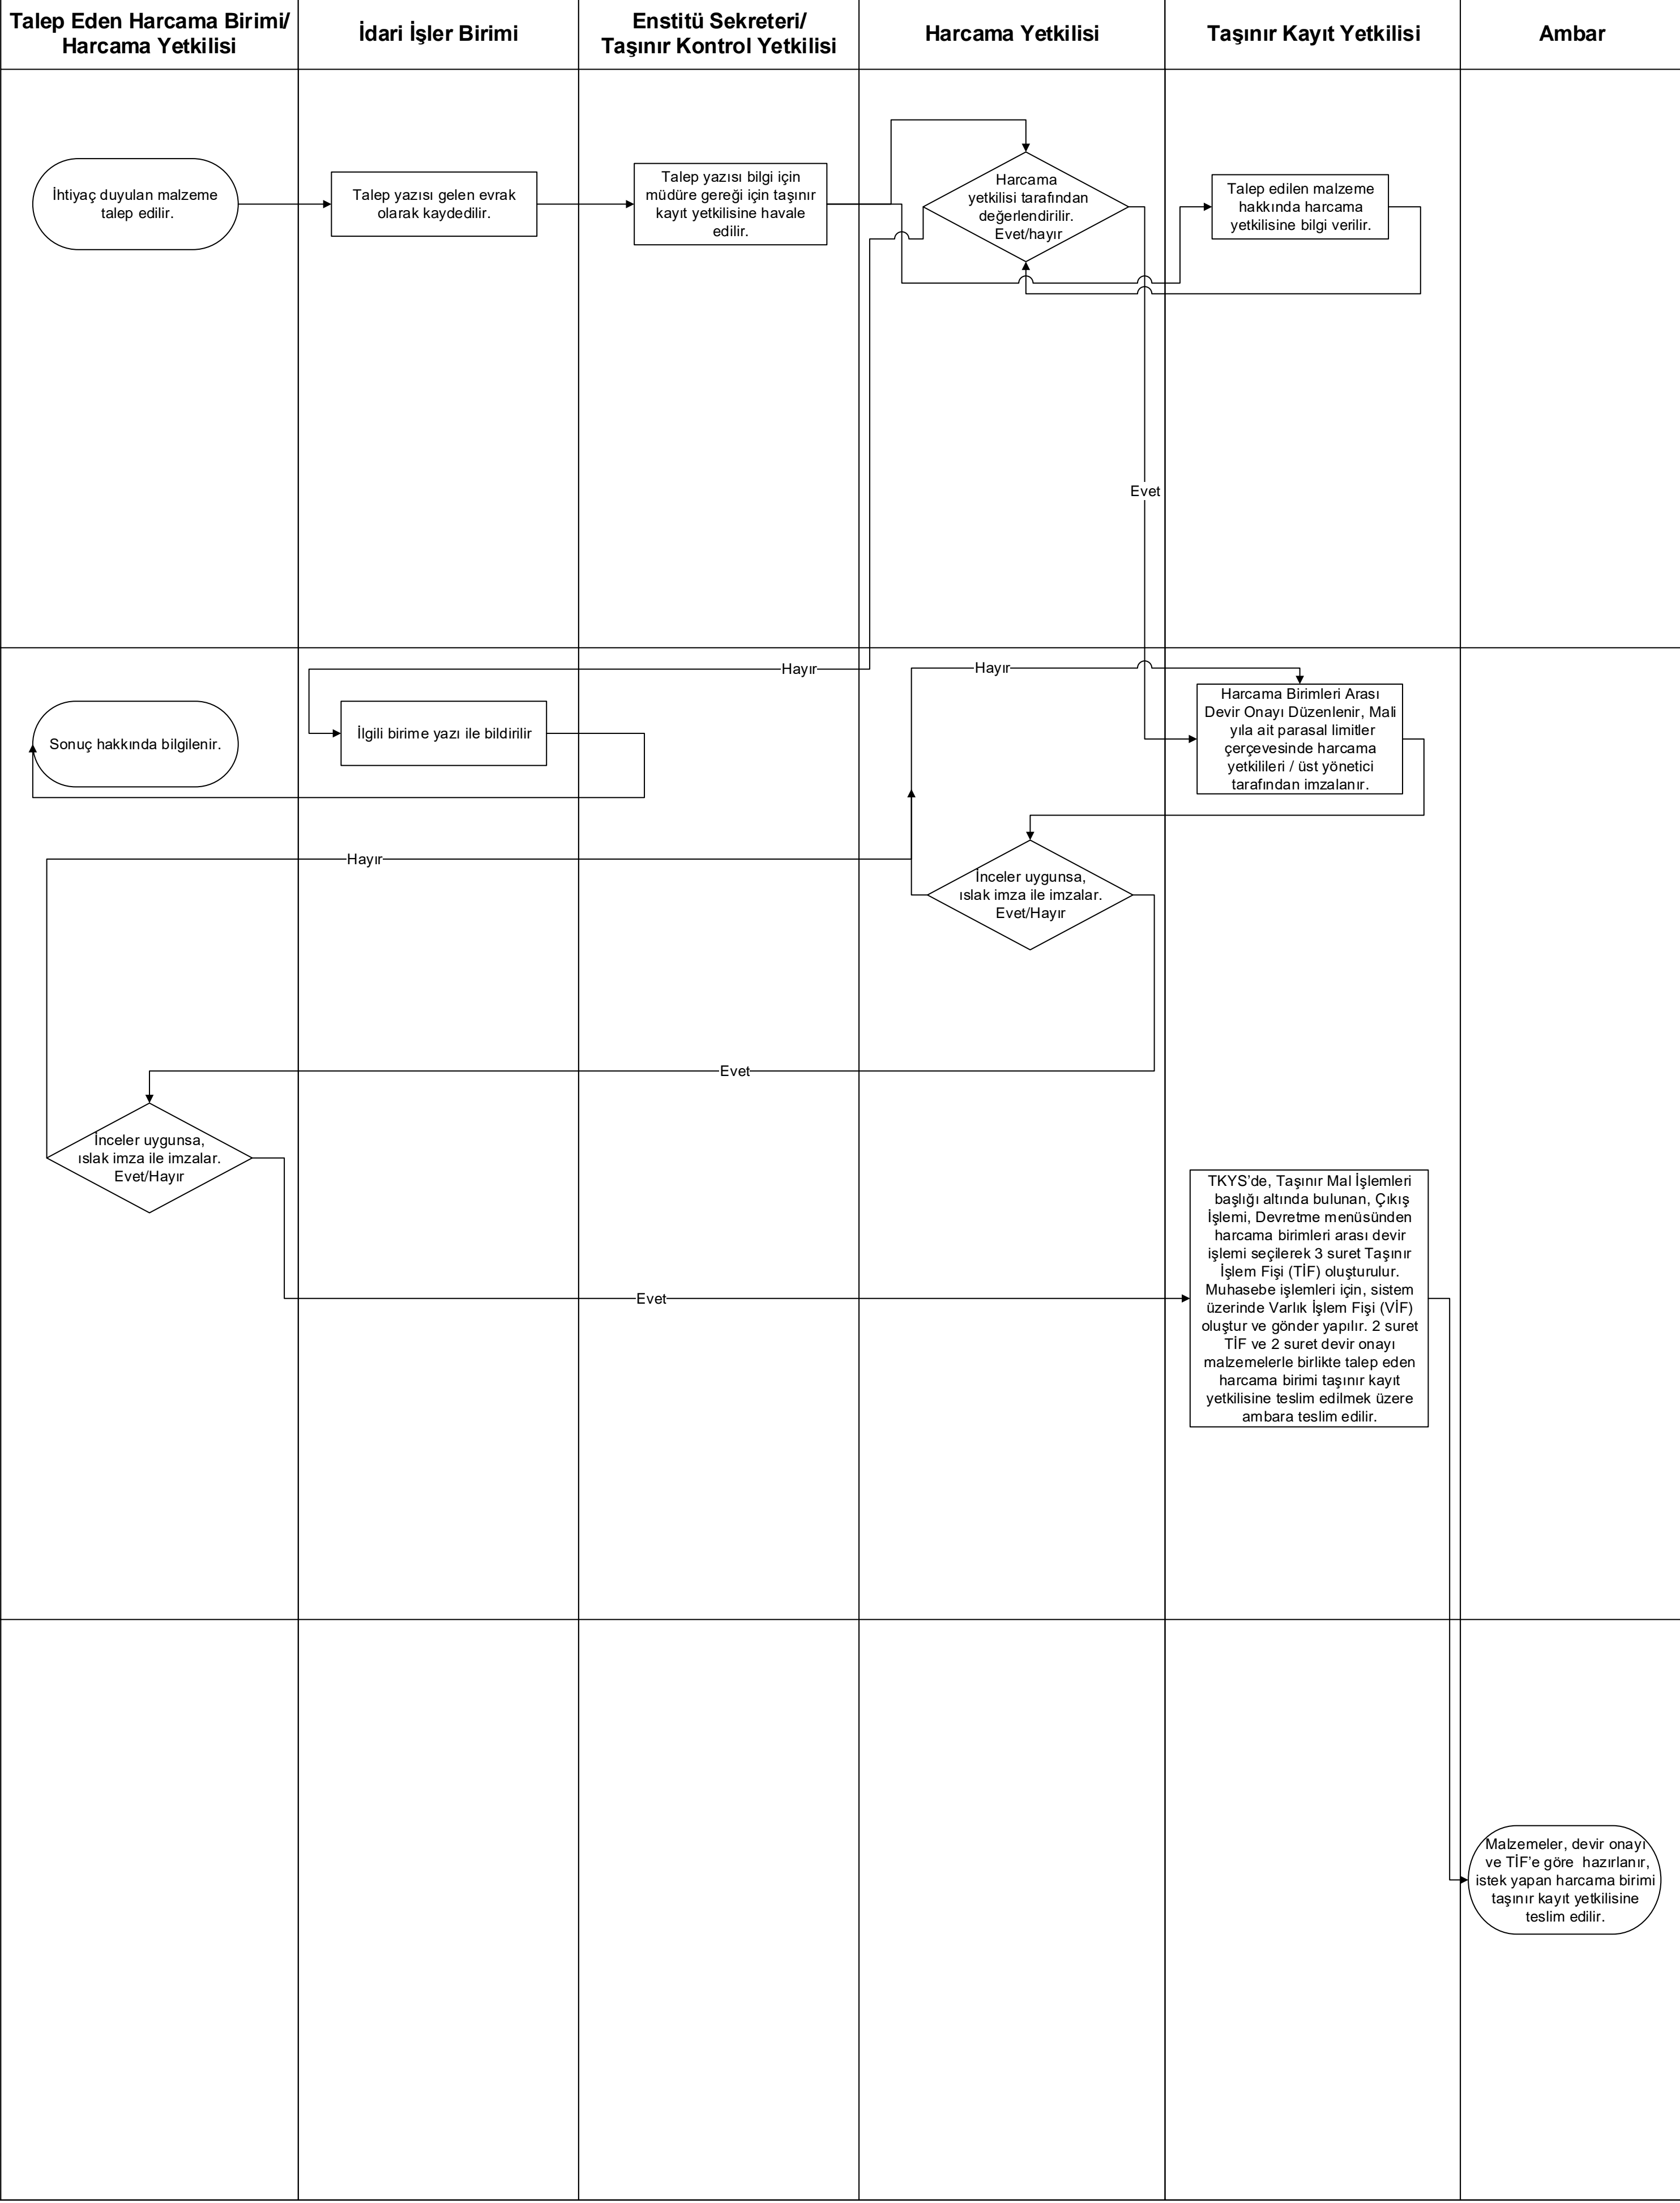 Talep Eden Harcama Birimi/
Harcama Yetkilisi
İdari İşler Birimi
Enstitü Sekreteri/
Taşınır Kontrol Yetkilisi
Harcama Yetkilisi
Taşınır Kayıt Yetkilisi
Ambar
İhtiyaç duyulan malzeme
talep edilir.
Talep yazısı gelen evrak
olarak kaydedilir.
Talep yazısı bilgi için
müdüre gereği için taşınır
kayıt yetkilisine havale
edilir.
Harcama
yetkilisi tarafından
değerlendirilir.
Evet/hayır
Talep edilen malzeme
hakkında harcama
yetkilisine bilgi verilir.
Evet
Hayır
Hayır
Sonuç hakkında bilgilenir.
İlgili birime yazı ile bildirilir
Harcama Birimleri Arası
Devir Onayı Düzenlenir, Mali
yıla ait parasal limitler
çerçevesinde harcama
yetkilileri / üst yönetici
tarafından imzalanır.
Hayır
İnceler uygunsa,
ıslak imza ile imzalar.
Evet/Hayır
Evet
İnceler uygunsa,
ıslak imza ile imzalar.
Evet/Hayır
Evet
TKYS’de, Taşınır Mal İşlemleri
başlığı altında bulunan, Çıkış
İşlemi, Devretme menüsünden
harcama birimleri arası devir
işlemi seçilerek 3 suret Taşınır
İşlem Fişi (TİF) oluşturulur.
Muhasebe işlemleri için, sistem
üzerinde Varlık İşlem Fişi (VİF)
oluştur ve gönder yapılır. 2 suret
TİF ve 2 suret devir onayı
malzemelerle birlikte talep eden
harcama birimi taşınır kayıt
yetkilisine teslim edilmek üzere
ambara teslim edilir.
Malzemeler, devir onayı
ve TİF’e göre  hazırlanır,
istek yapan harcama birimi
taşınır kayıt yetkilisine
teslim edilir.